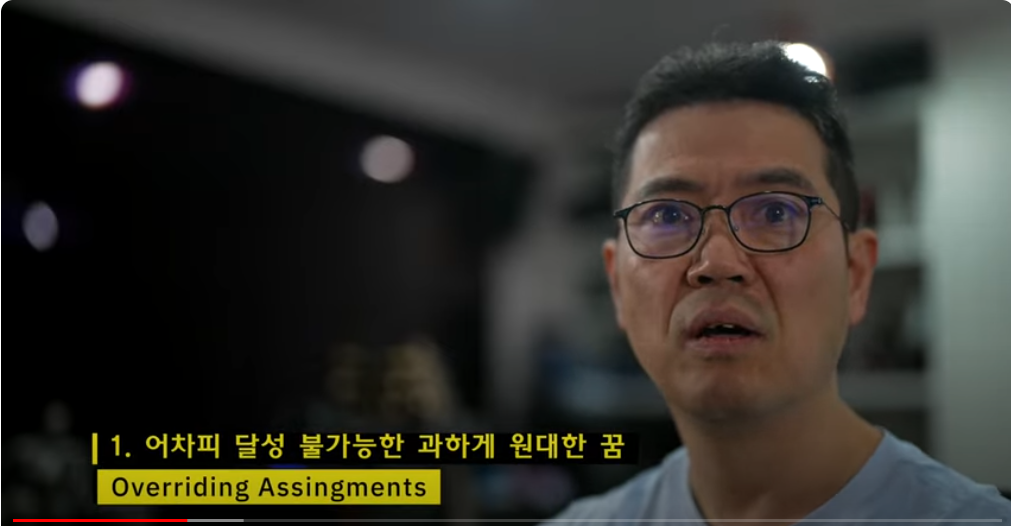 1. 어차피 달성 불가능한 과하게 원대한 꿈
Overriding Assingments